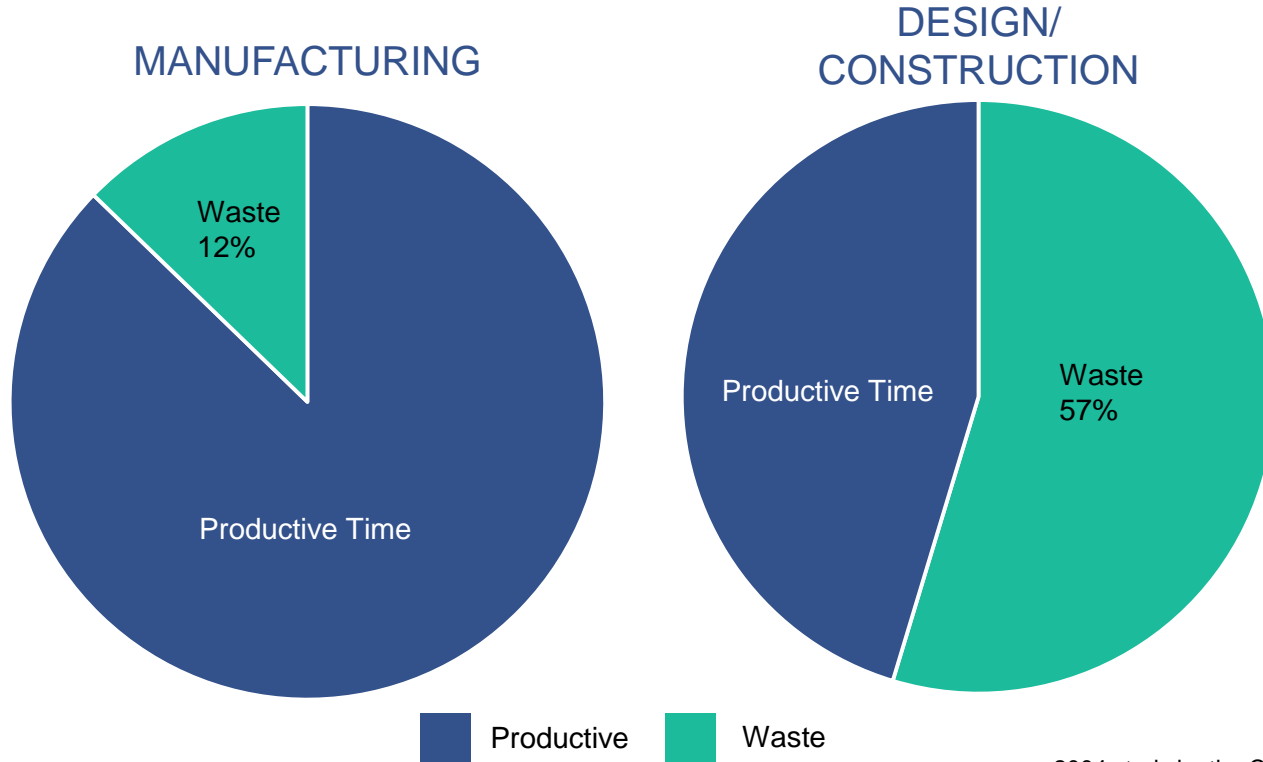 MANUFACTURING
Waste
12%
Productive Time
DESIGN/
CONSTRUCTION
Productive Time
Waste
57%
Productive
Waste